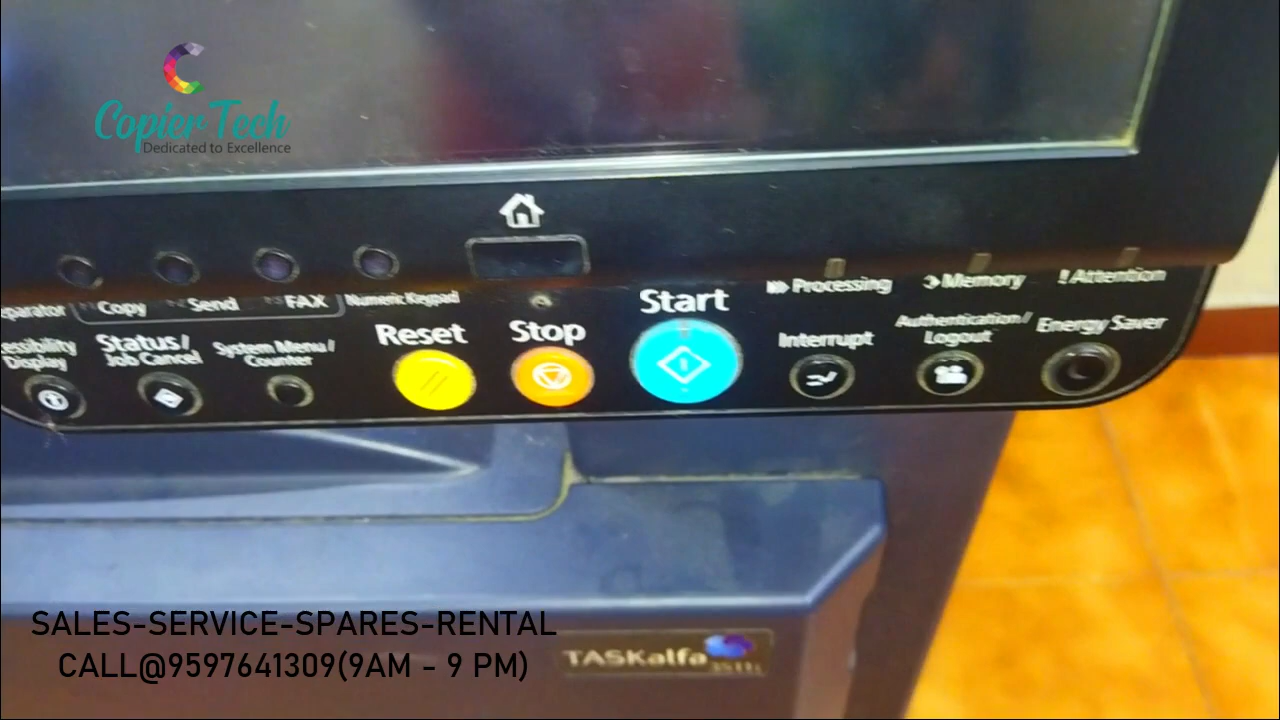 Copier Tech
Dedicated to Excellence
Copy Send FAX Numeric Keypad
Start
Processing Memory ! Attention
Display
Status/
Job Cancel
System Menu /
Counter
Reset
Stop
Interrupt
Authentication /
Logout
Energy Saver
SALES-SERVICE-SPARES-RENTAL
CALL@9597641309(9AM - 9 PM)
TASKalfa